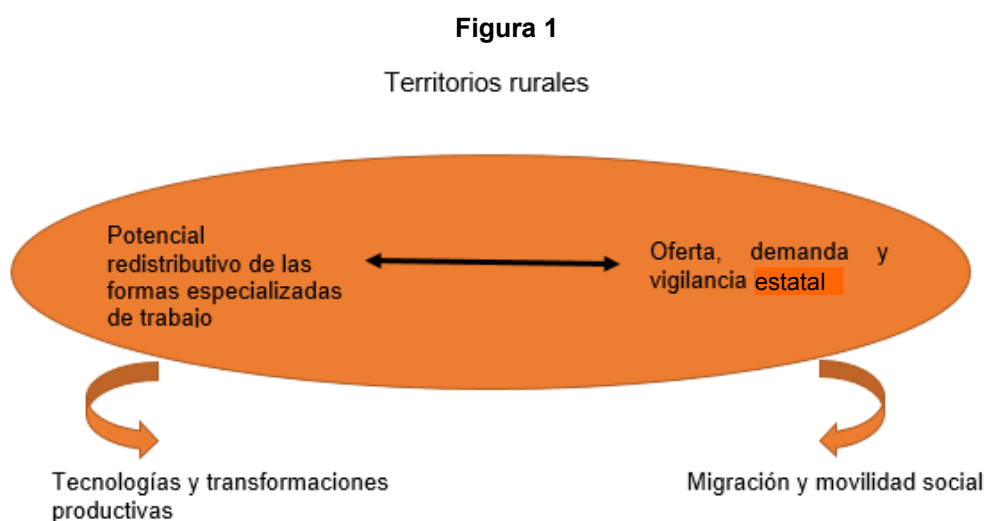 Figura 1
Territorios rurales
Potencial
redistributivo de las
formas especializadas
de trabajo
Oferta, demanda y
vigilancia estatal
Tecnologías y transformaciones
productivas
Migración y movilidad social